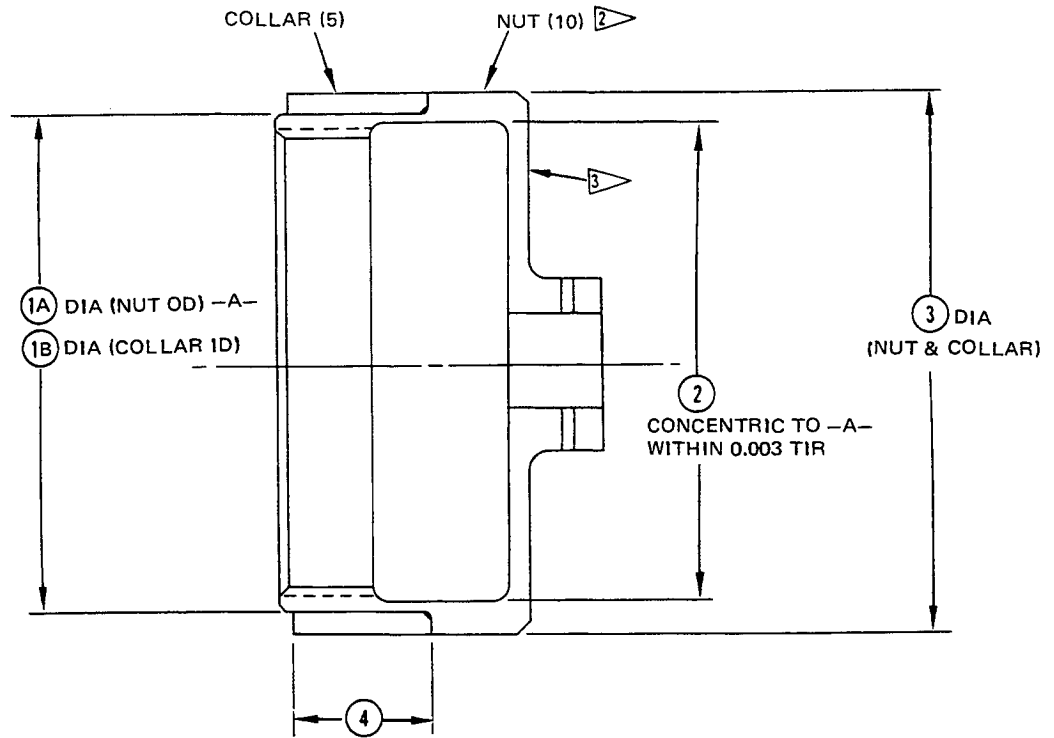 COLLAR (5)
NUT (10) 2
3
1A DIA (NUT OD) –A–
1B DIA (COLLAR 1D)
3 DIA
(NUT & COLLAR)
2
CONCENTRIC TO –A–
WITHIN 0.003 TIR
4